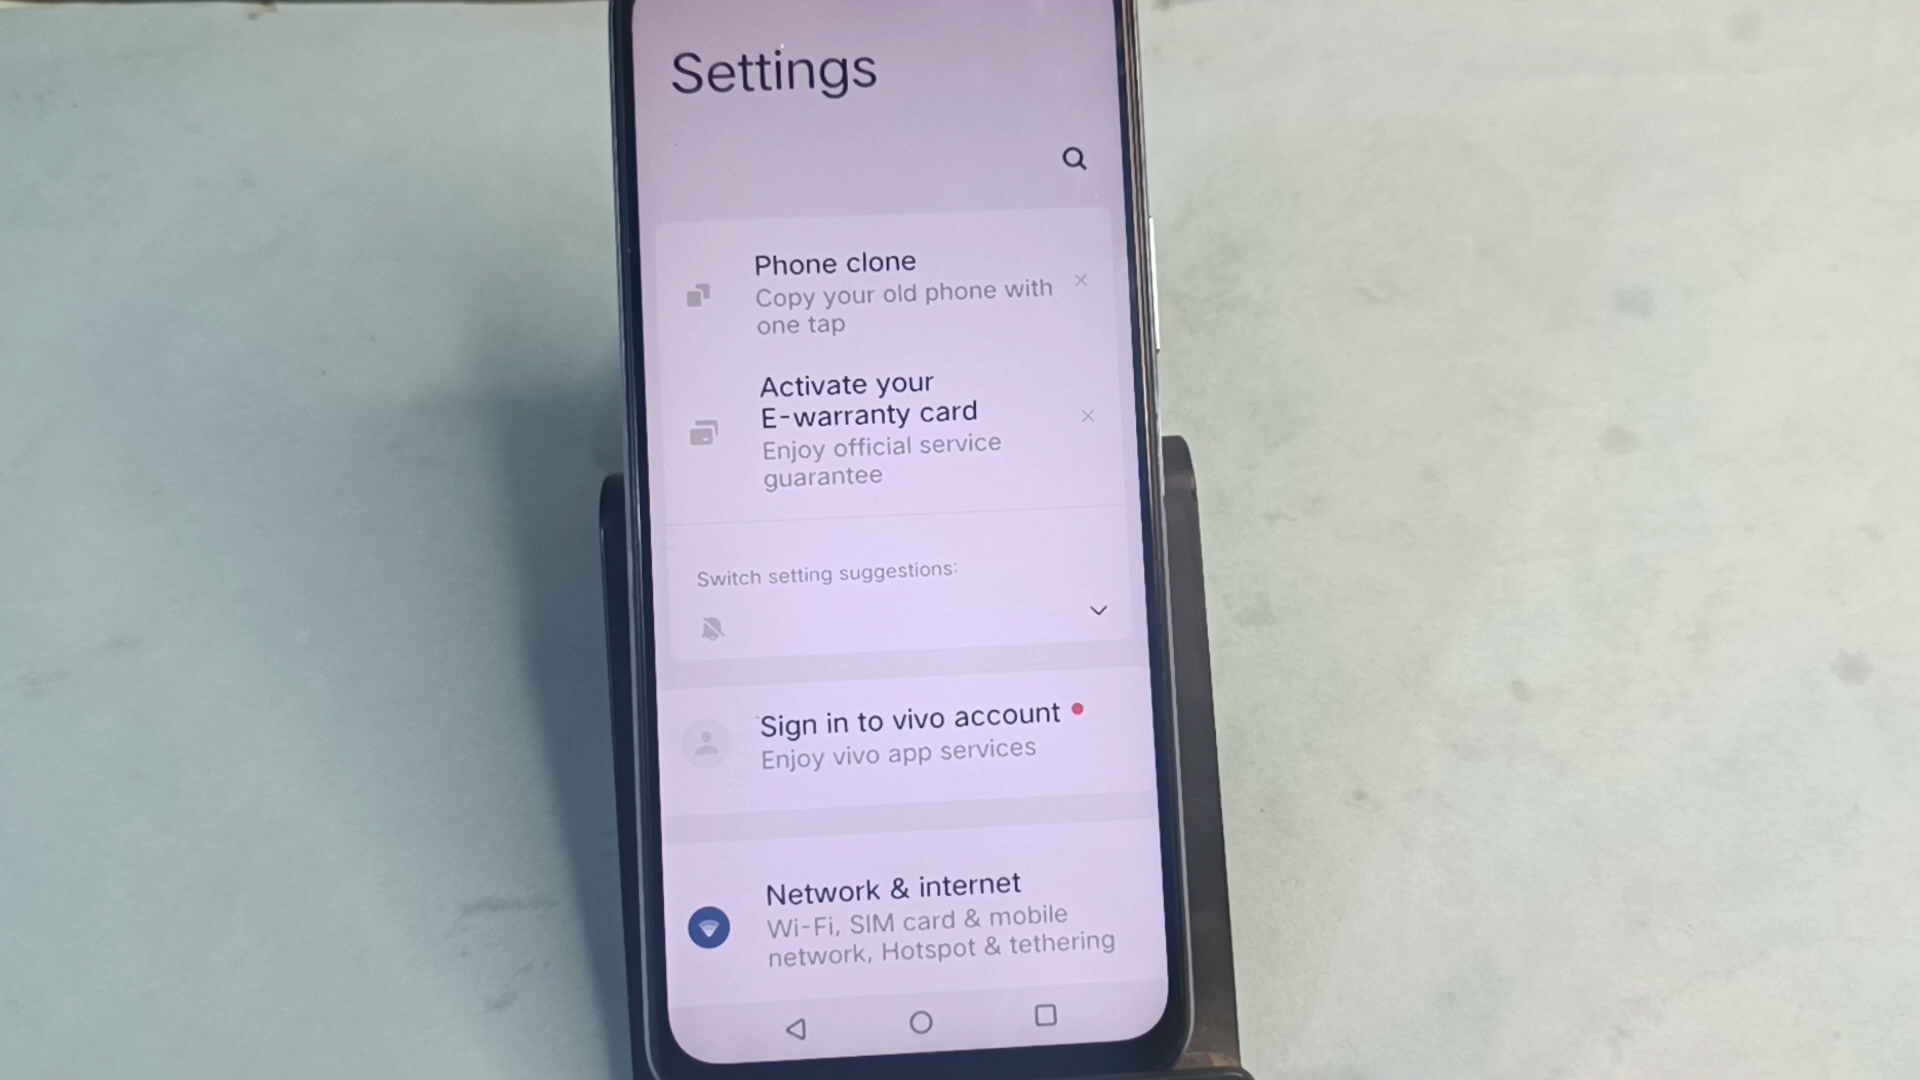 Settings
Phone clone
Copy your old phone with
one tap
Activate your
E-warranty card
Enjoy official service
guarantee
Switch setting suggestions:
Sign in to vivo account
Enjoy vivo app services
Network & internet
Wi-Fi, SIM card & mobile
network, Hotspot & tethering